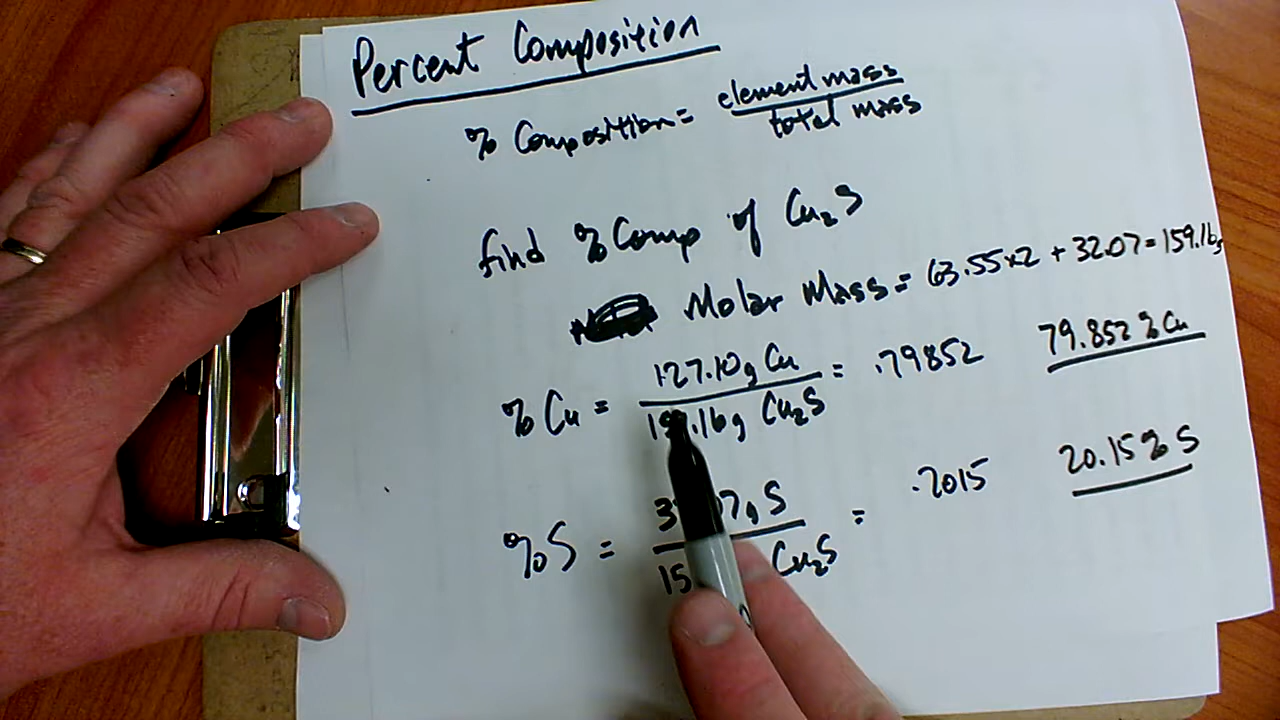 Percent Composition
% Composition = element mass / total mass
find % Comp of Cu₂S
Molar Mass = 63.55x2 + 32.07 = 159.16g
% Cu = 127.10g Cu / .16g Cu₂S = .79852 79.852 % Cu
% S = g S / Cu₂S = .2015 20.15 % S